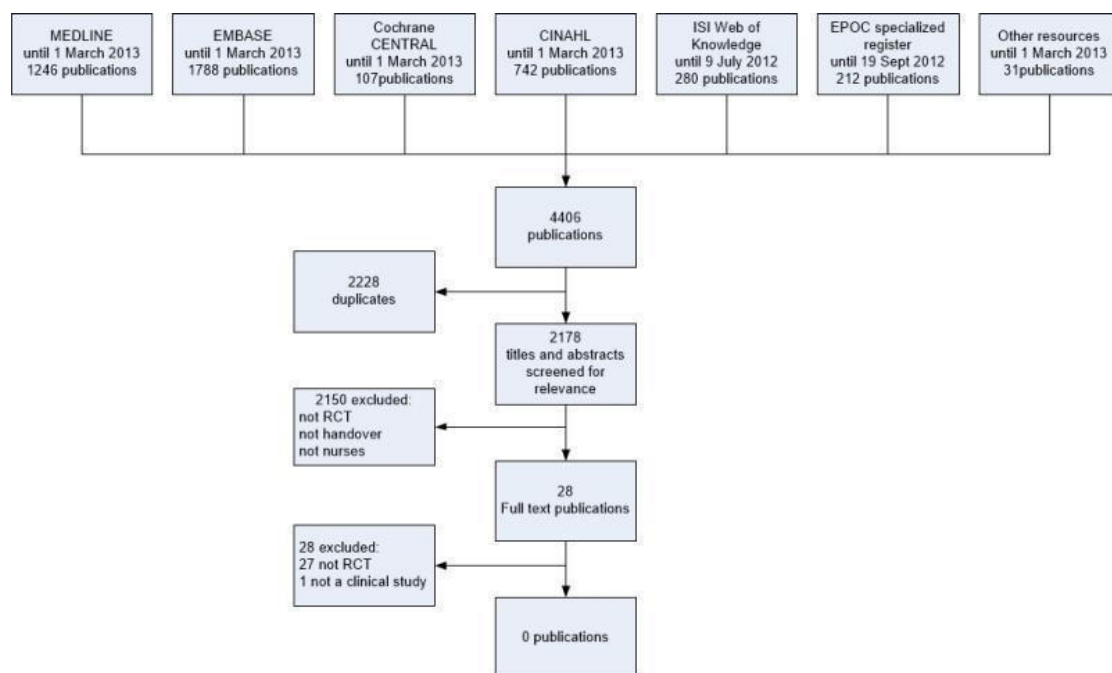 MEDLINE
until 1 March 2013
1246 publications
EMBASE
until 1 March 2013
1788 publications
Cochrane
CENTRAL
until 1 March 2013
107publications
CINAHL
until 1 March 2013
742 publications
ISI Web of
Knowledge
until 9 July 2012
280 publications
EPOC specialized
register
until 19 Sept 2012
212 publications
Other resources
until 1 March 2013
31publications
4406
publications
2228
duplicates
2178
titles and abstracts
screened for
relevance
2150 excluded:
not RCT
not handover
not nurses
28
Full text publications
28 excluded:
27 not RCT
1 not a clinical study
0 publications